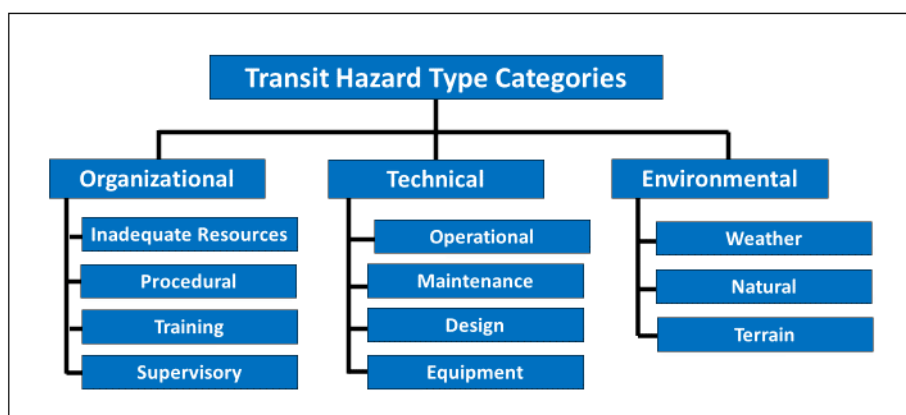 Transit Hazard Type Categories
Organizational
Inadequate Resources
Procedural
Training
Supervisory
Technical
Operational
Maintenance
Design
Equipment
Environmental
Weather
Natural
Terrain